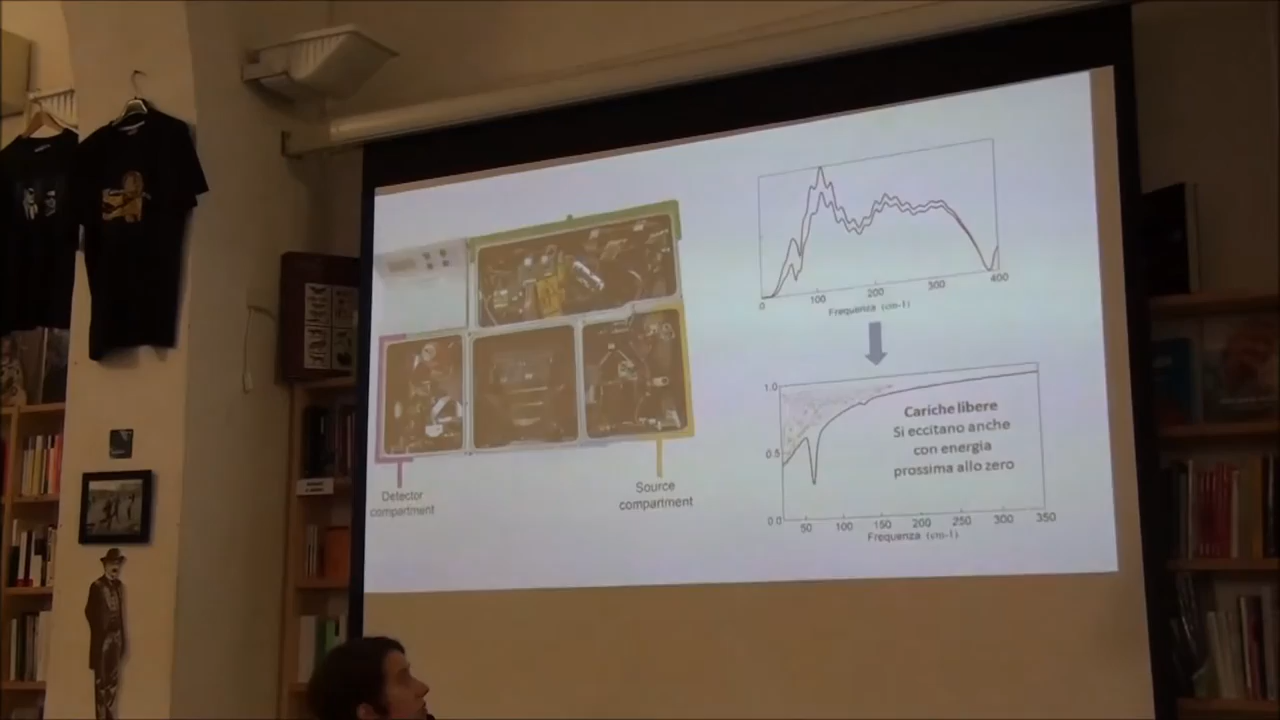 Detector
compartment
Source
compartment
0
100
200
300
400
Frequenza (cm-1)
1.0
0.5
0.0
Cariche libere
Si eccitano anche
con energia
prossima allo zero
50
100
150
200
250
300
350
Frequenza (cm-1)